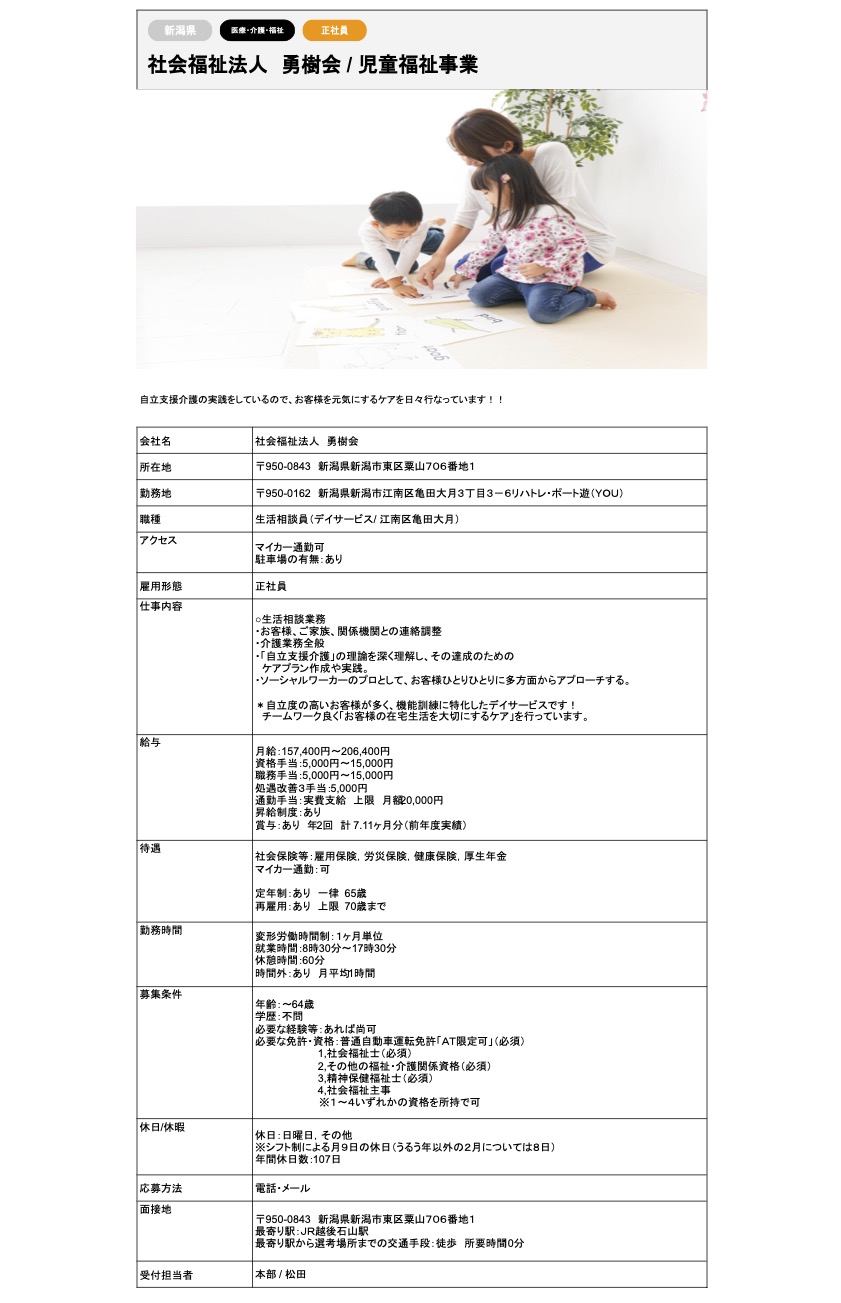 新潟県 医療・介護・福祉 正社員
社会福祉法人　勇樹会 / 児童福祉事業
bird
goat
自立支援介護の実践をしているので、お客様を元気にするケアを日々行なっています！！
会社名 社会福祉法人　勇樹会
所在地 〒950-0843　新潟県新潟市東区粟山７０６番地１
勤務地 〒950-0162　新潟県新潟市江南区亀田大月３丁目３－６リハトレ・ポート遊（ＹＯＵ）
職種 生活相談員（デイサービス/ 江南区亀田大月）
アクセス
マイカー通勤可
駐車場の有無：あり
雇用形態 正社員
仕事内容
○生活相談業務
・お客様、ご家族、関係機関との連絡調整
・介護業務全般
・「自立支援介護」の理論を深く理解し、その達成のための
ケアプラン作成や実践。
・ソーシャルワーカーのプロとして、お客様ひとりひとりに多方面からアプローチする。
＊自立度の高いお客様が多く、機能訓練に特化したデイサービスです！
チームワーク良く「お客様の在宅生活を大切にするケア」を行っています。
給与
月給：157,400円～206,400円
資格手当：5,000円～15,000円
職務手当：5,000円～15,000円
処遇改善３手当：5,000円
通勤手当：実費支給　上限　月額20,000円
昇給制度：あり
賞与：あり　年2回　計 7.11ヶ月分（前年度実績）
待遇
社会保険等：雇用保険, 労災保険, 健康保険, 厚生年金
マイカー通勤：可
定年制：あり　一律　65歳
再雇用：あり　上限　70歳まで
勤務時間
変形労働時間制：１ヶ月単位
就業時間：8時30分～17時30分
休憩時間：60分
時間外：あり　月平均1時間
募集条件
年齢：～64歳
学歴：不問
必要な経験等：あれば尚可
必要な免許・資格：普通自動車運転免許「ＡＴ限定可」（必須）
1,社会福祉士（必須）
2,その他の福祉・介護関係資格（必須）
3,精神保健福祉士（必須）
4,社会福祉主事
※１～４いずれかの資格を所持で可
休日/休暇
休日：日曜日, その他
※シフト制による月９日の休日（うるう年以外の２月については８日）
年間休日数：107日
応募方法 電話・メール
面接地
〒950-0843　新潟県新潟市東区粟山７０６番地１
最寄り駅：ＪＲ越後石山駅
最寄り駅から選考場所までの交通手段：徒歩　所要時間0分
受付担当者 本部 / 松田